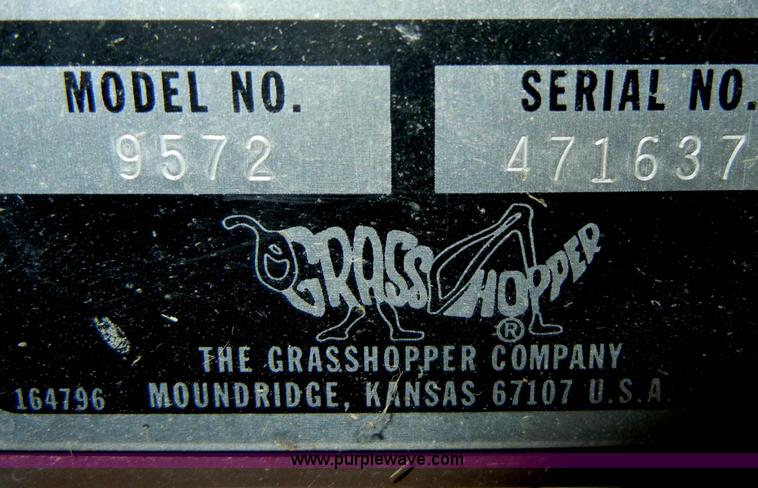 MODEL NO.
9572
SERIAL NO.
471637
GRASSHOPPER
®
THE GRASSHOPPER COMPANY
MOUNDRIDGE, KANSAS 67107 U.S.A.
164796
www.purplewave.com